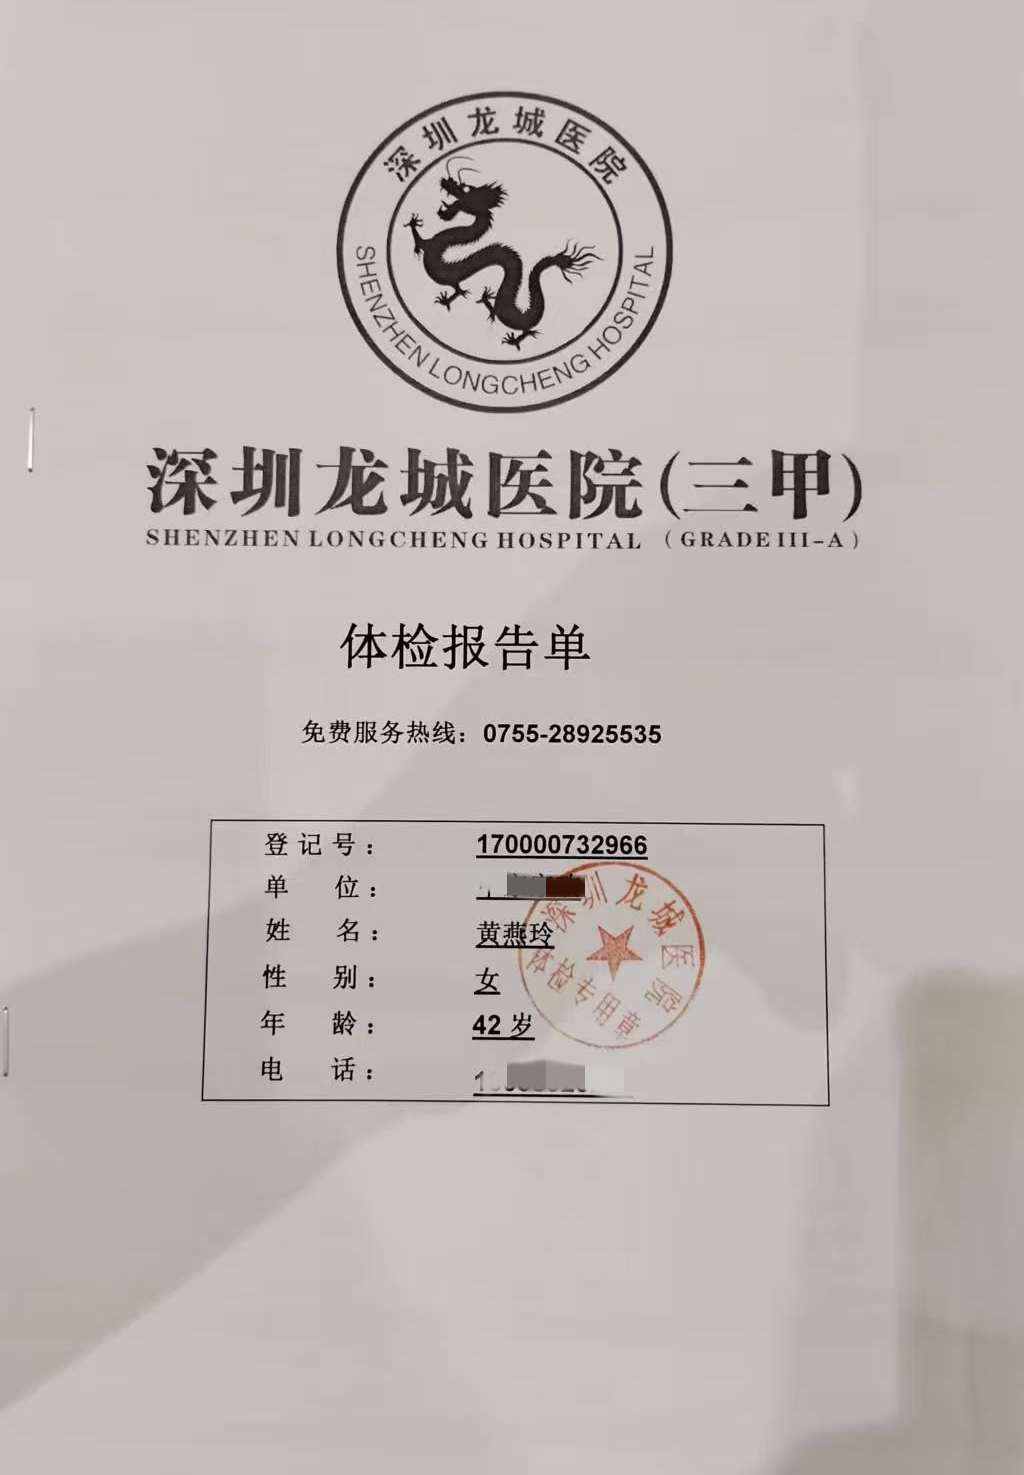 深圳龙城医院
SHENZHEN LONGCHENG HOSPITAL
深圳龙城医院(三甲)
SHENZHEN LONGCHENG HOSPITAL (GRADE III-A)
体检报告单
免费服务热线：0755-28925535
登记号：170000732966
单位：
姓名：黄燕玲
性别：女
年龄：42岁
电话：
深圳龙城医院
体检专用章